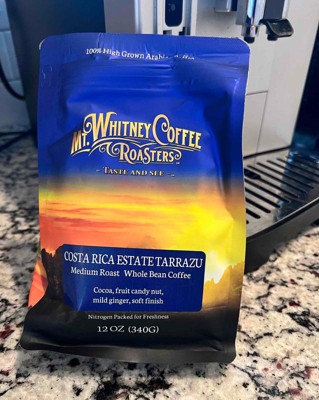 100% High Grown Arabica Coffee
Mt. Whitney Coffee
Roasters
- Taste and See -
COSTA RICA ESTATE TARRAZU
Medium Roast Whole Bean Coffee
Cocoa, fruit candy nut,
mild ginger, soft finish
Nitrogen Packed for Freshness
12 OZ (340G)